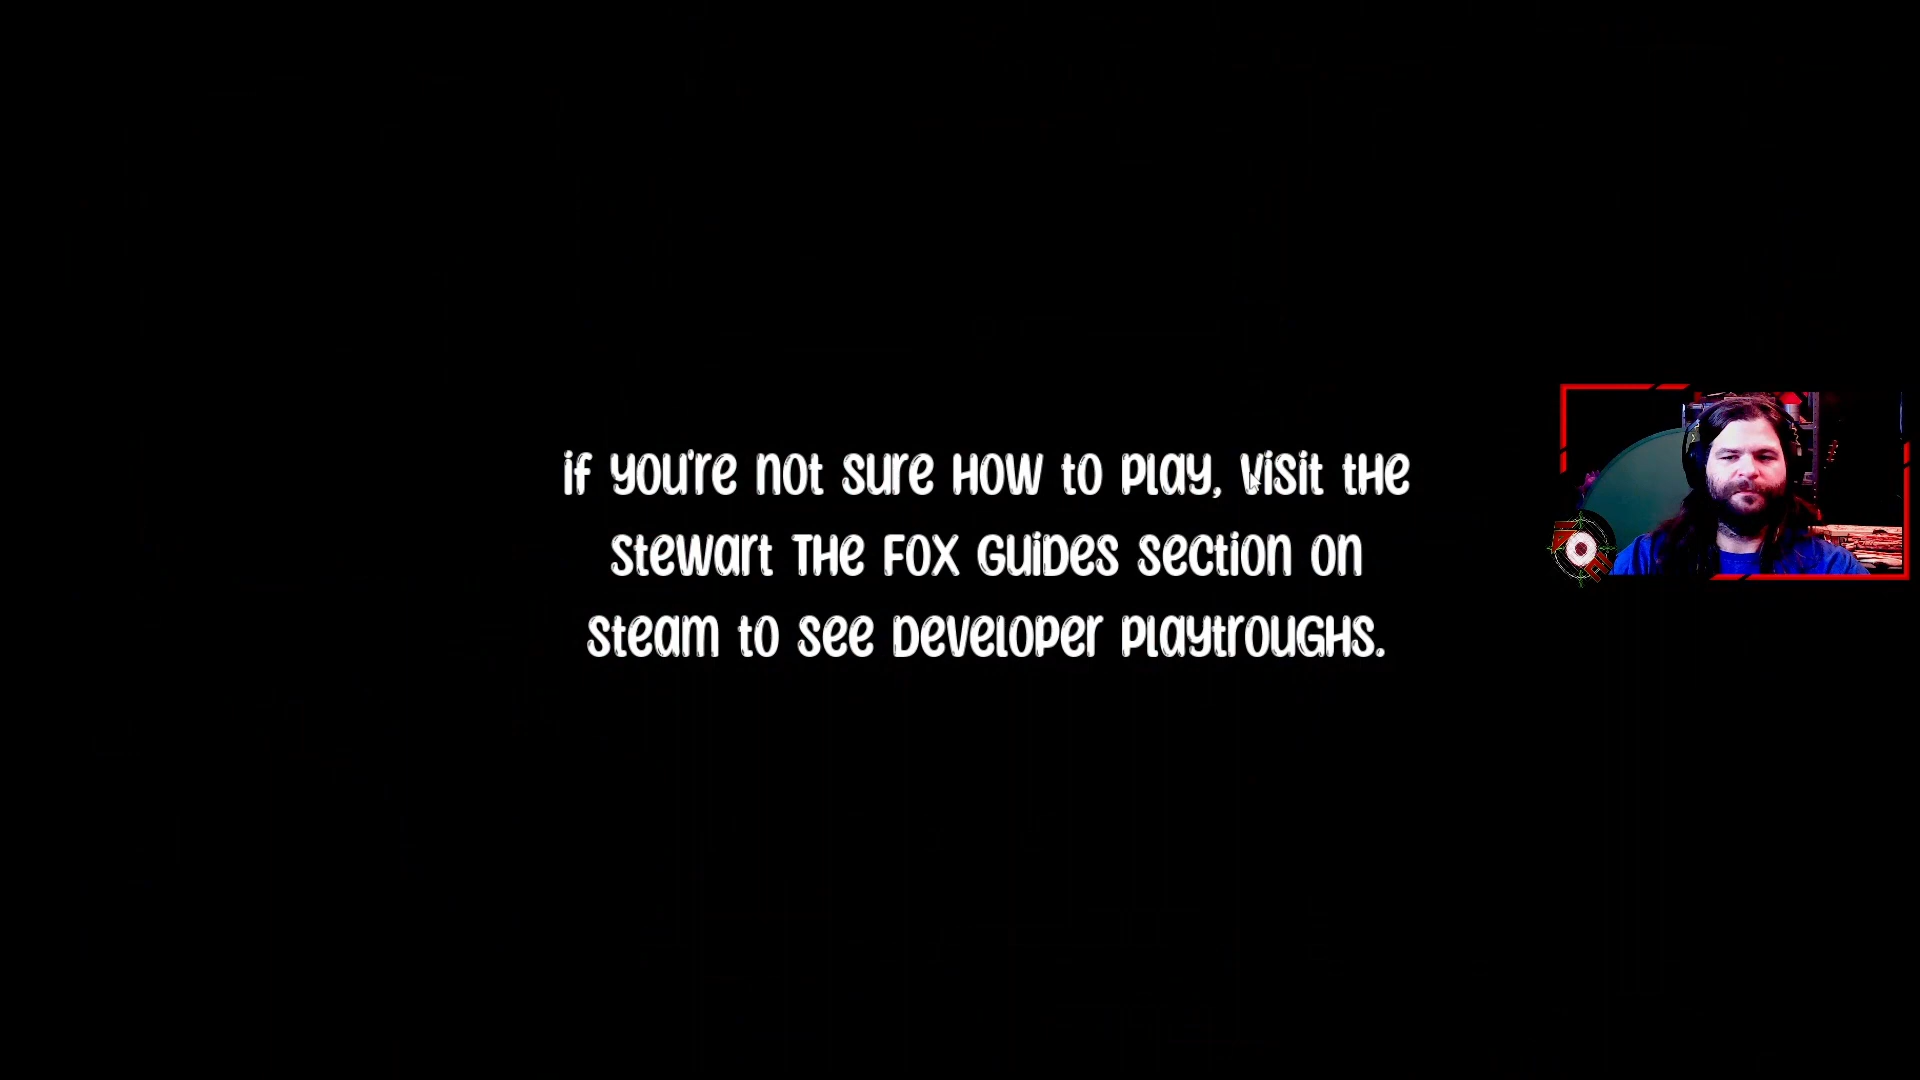 if you're not sure how to play, visit the
stewart The Fox Guides section on
steam to see developer playtroughs.